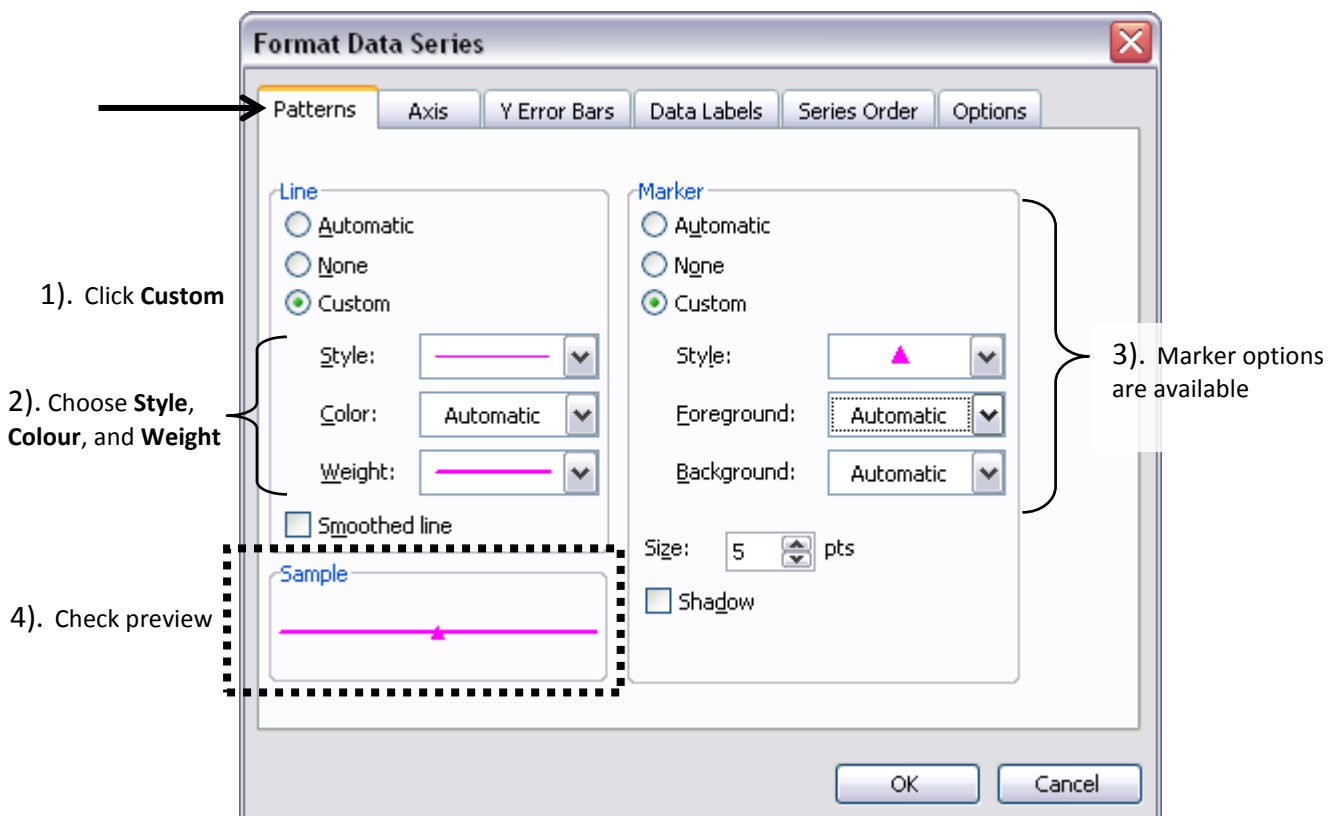 Format Data Series
Patterns Axis Y Error Bars Data Labels Series Order Options
Line
Automatic
None
Custom
Style:
Color: Automatic
Weight:
Smoothed line
Sample
Marker
Automatic
None
Custom
Style:
Foreground: Automatic
Background: Automatic
Size: 5 pts
Shadow
OK Cancel
1). Click Custom
2). Choose Style,
Colour, and Weight
3). Marker options
are available
4). Check preview